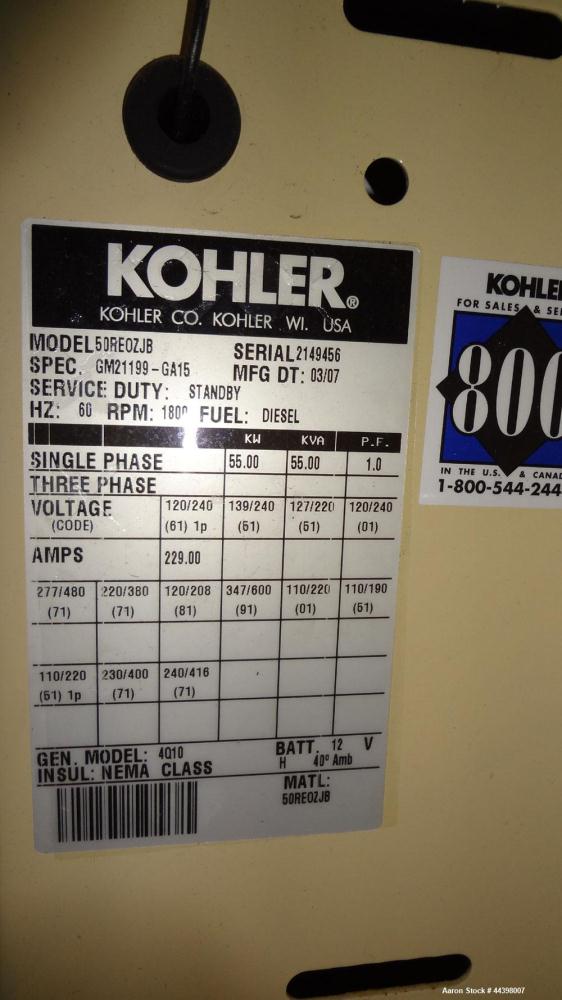 KOHLER®
KOHLER CO. KOHLER WI. USA
MODEL 50REOZJB SERIAL 2149456
SPEC. GM21199-GA15 MFG DT: 03/07
SERVICE DUTY: STANDBY
HZ: 60 RPM: 1800 FUEL: DIESEL
KW KVA P.F.
SINGLE PHASE 55.00 55.00 1.0
THREE PHASE
VOLTAGE 120/240 139/240 127/220 120/240
(CODE) (61) 1p (51) (61) (01)
AMPS 229.00
277/480 220/380 120/208 347/600 110/220 110/190
(71) (71) (81) (91) (01) (51)
110/220 230/400 240/416
(61) 1p (71) (71)
GEN. MODEL: 4Q10 BATT. 12 V
INSUL: NEMA CLASS H 40° Amb
MATL:
50REOZJB
KOHLE
FOR SALES & SE
800
IN THE U.S. & CANAD
1-800-544-244
Aaron Stock # 44398007